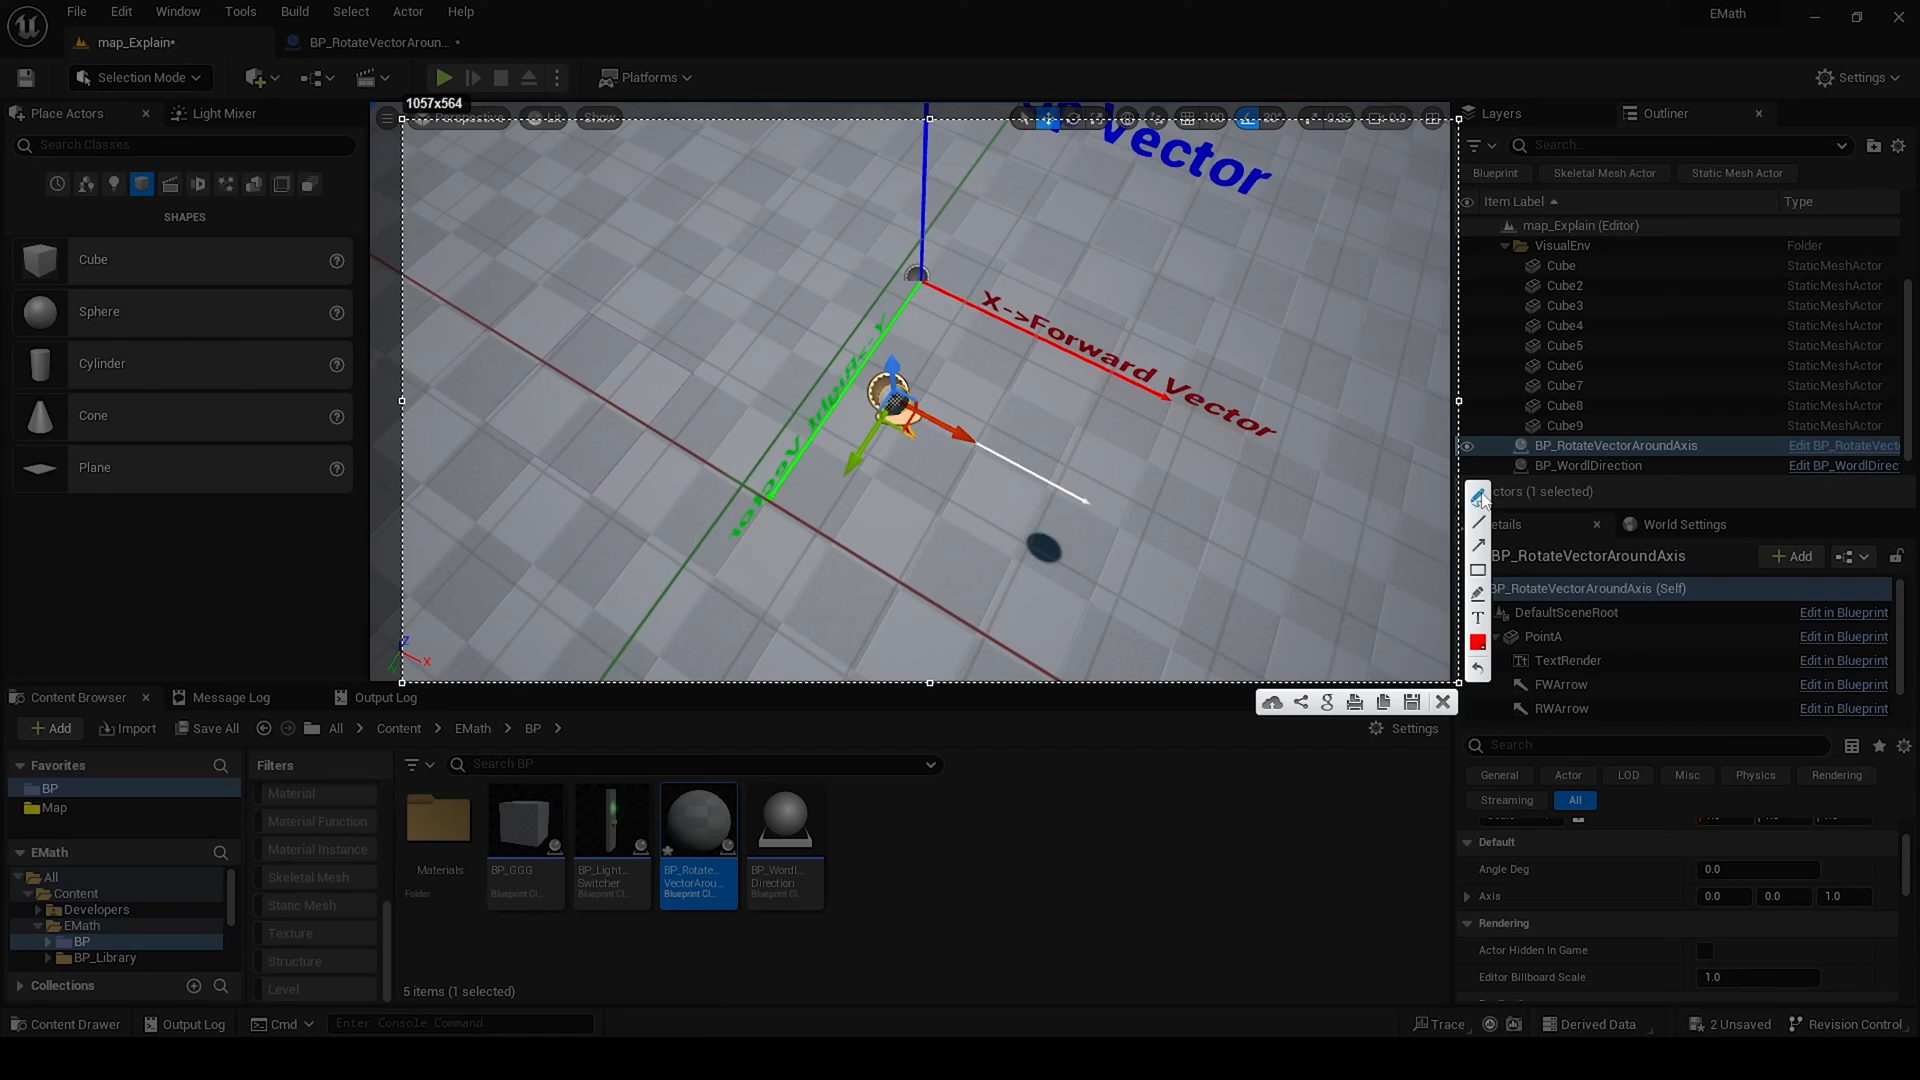 File Edit Window Tools Build Select Actor Help
EMath
map_Explain*
BP_RotateVectorAroun... *
Selection Mode
Platforms
Settings
1057x564
Place Actors
Light Mixer
Search Classes
SHAPES
Cube
Sphere
Cylinder
Cone
Plane
Perspective
Lit
Show
100
30°
0.25
0.9
Vector
X->Forward Vector
Y->Right Vector
Z
X
Layers
Outliner
Search...
Blueprint
Skeletal Mesh Actor
Static Mesh Actor
Item Label
Type
map_Explain (Editor)
VisualEnv Folder
Cube StaticMeshActor
Cube2 StaticMeshActor
Cube3 StaticMeshActor
Cube4 StaticMeshActor
Cube5 StaticMeshActor
Cube6 StaticMeshActor
Cube7 StaticMeshActor
Cube8 StaticMeshActor
Cube9 StaticMeshActor
BP_RotateVectorAroundAxis Edit BP_RotateVect
BP_WordlDirection Edit BP_WordlDirec
ctors (1 selected)
etails
World Settings
BP_RotateVectorAroundAxis
Add
BP_RotateVectorAroundAxis (Self)
DefaultSceneRoot Edit in Blueprint
PointA Edit in Blueprint
TextRender Edit in Blueprint
FWArrow Edit in Blueprint
RWArrow Edit in Blueprint
Search
General
Actor
LOD
Misc
Physics
Rendering
Streaming
All
Default
Angle Deg 0.0
Axis 0.0 0.0 1.0
Rendering
Actor Hidden In Game
Editor Billboard Scale 1.0
Content Browser
Message Log
Output Log
Add
Import
Save All
All
Content
EMath
BP
Settings
Favorites
BP
Map
EMath
All
Content
Developers
EMath
BP
BP_Library
Collections
Filters
Material
Material Function
Material Instance
Skeletal Mesh
Static Mesh
Texture
Structure
Level
Search BP
Materials
Folder
BP_GGG
Blueprint Cl...
BP_Light...
Switcher
Blueprint Cl...
BP_Rotate...
VectorArou...
Blueprint Cl...
BP_Wordl...
Direction
Blueprint Cl...
5 items (1 selected)
Content Drawer
Output Log
Cmd
Enter Console Command
Trace
Derived Data
2 Unsaved
Revision Control